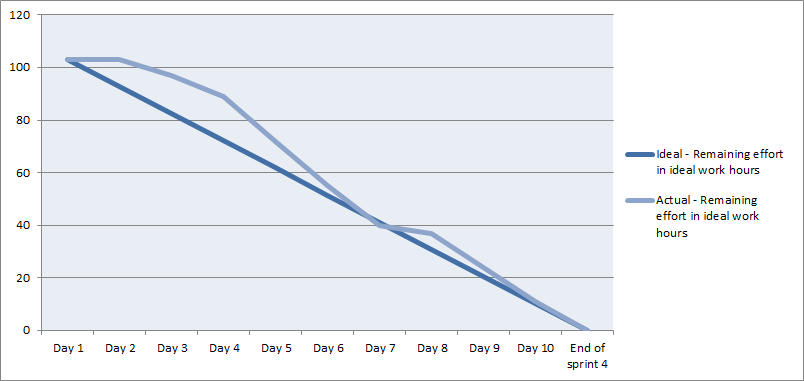 120
100
80
60
40
20
0
Day 1 Day 2 Day 3 Day 4 Day 5 Day 6 Day 7 Day 8 Day 9 Day 10 End of
sprint 4
Ideal - Remaining effort
in ideal work hours
Actual - Remaining
effort in ideal work
hours